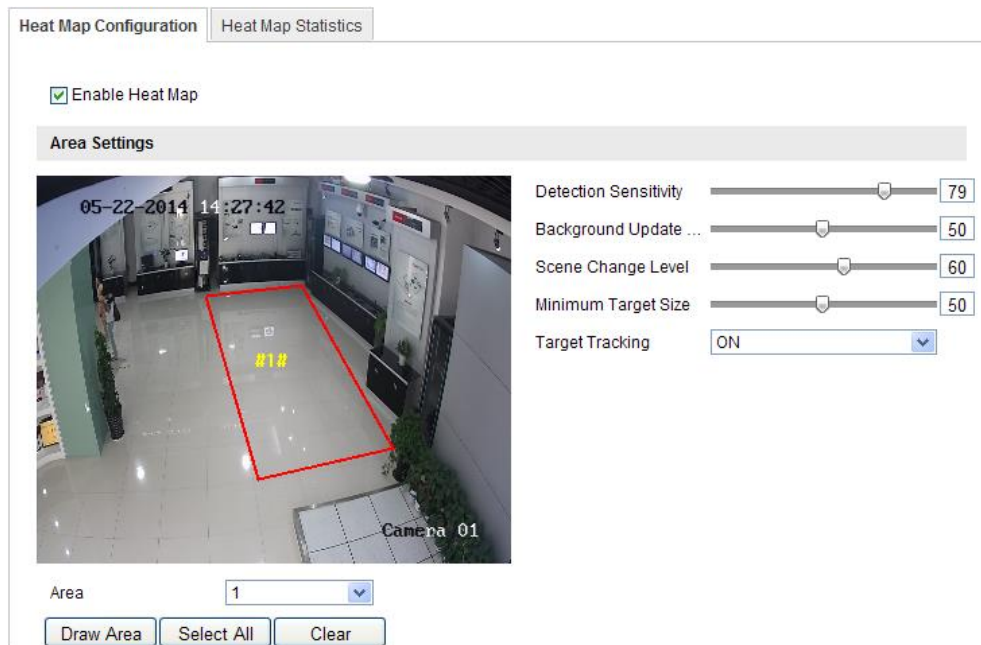 Heat Map Configuration Heat Map Statistics
Enable Heat Map
Area Settings
05-22-2014 14:27:42
#1#
Camera 01
Detection Sensitivity 79
Background Update ... 50
Scene Change Level 60
Minimum Target Size 50
Target Tracking ON
Area 1
Draw Area Select All Clear